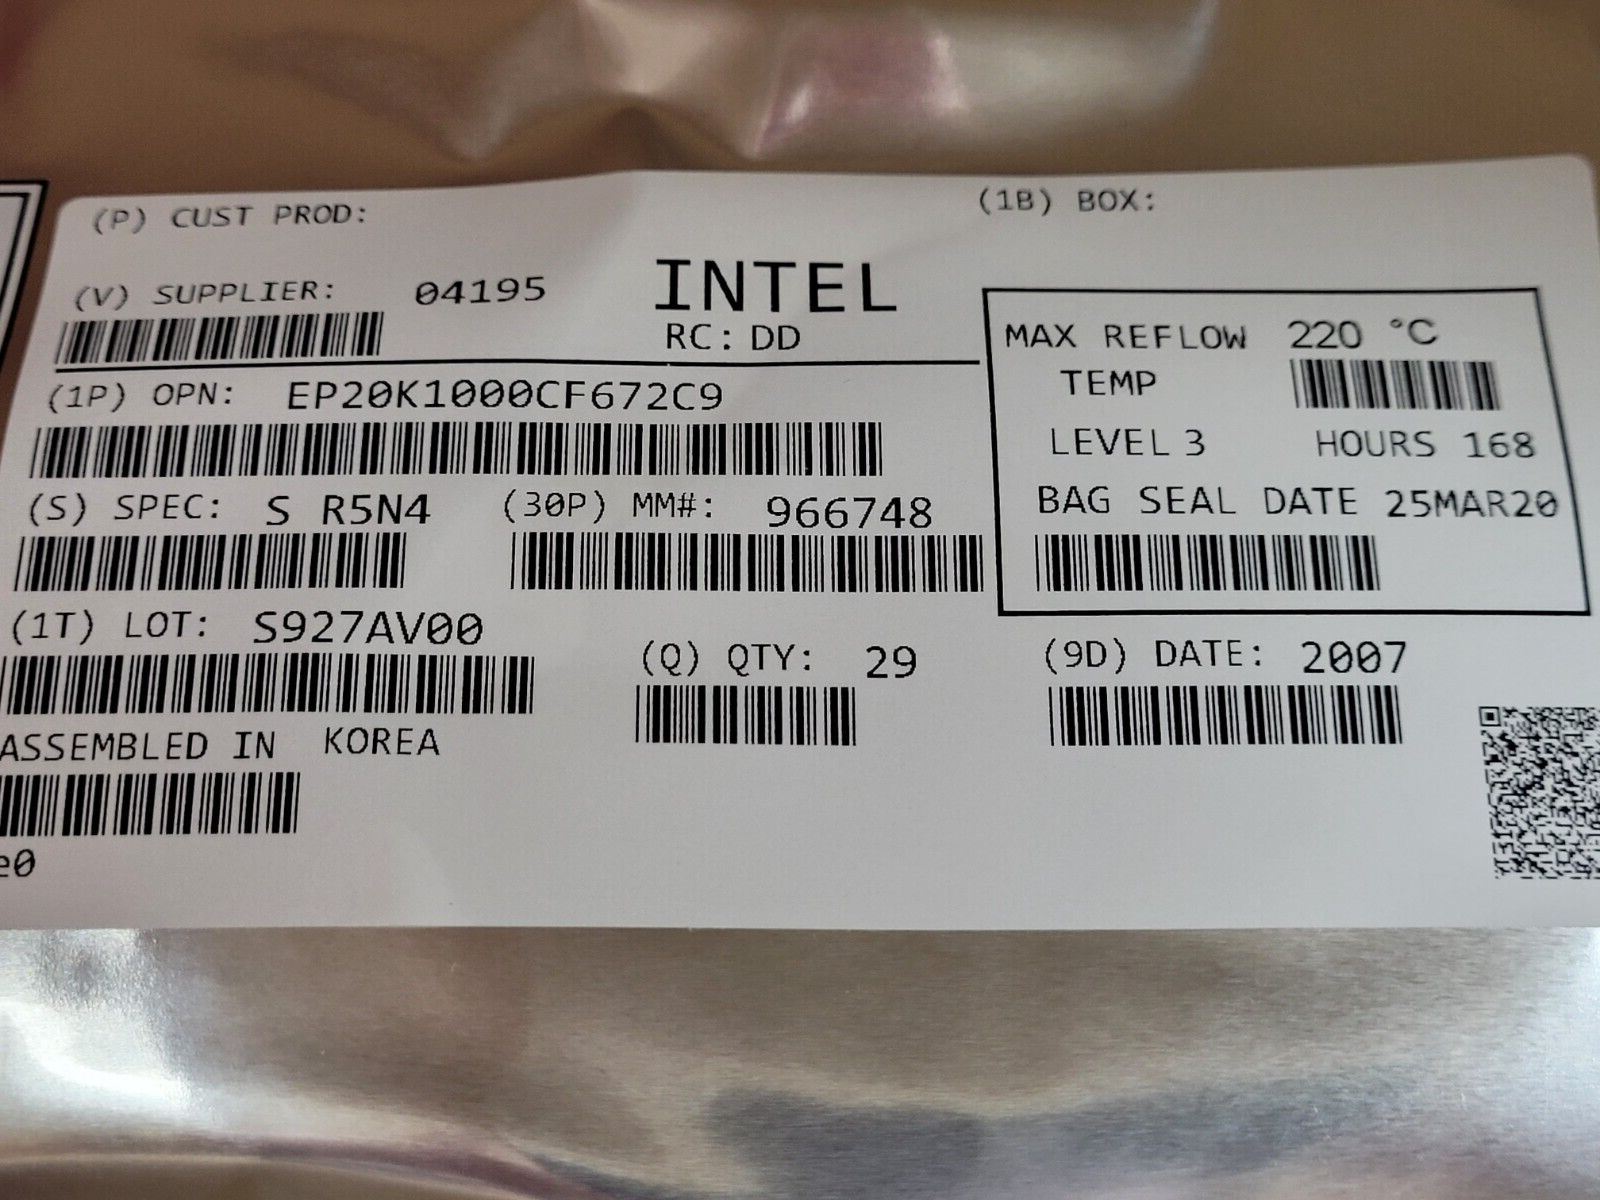 (P) CUST PROD:
(1B) BOX:
(V) SUPPLIER: 04195
INTEL
RC: DD
MAX REFLOW 220 °C
TEMP
(1P) OPN: EP20K1000CF672C9
LEVEL 3 HOURS 168
(S) SPEC: S R5N4 (30P) MM#: 966748
BAG SEAL DATE 25MAR20
(1T) LOT: S927AV00
(Q) QTY: 29
(9D) DATE: 2007
ASSEMBLED IN KOREA
e0